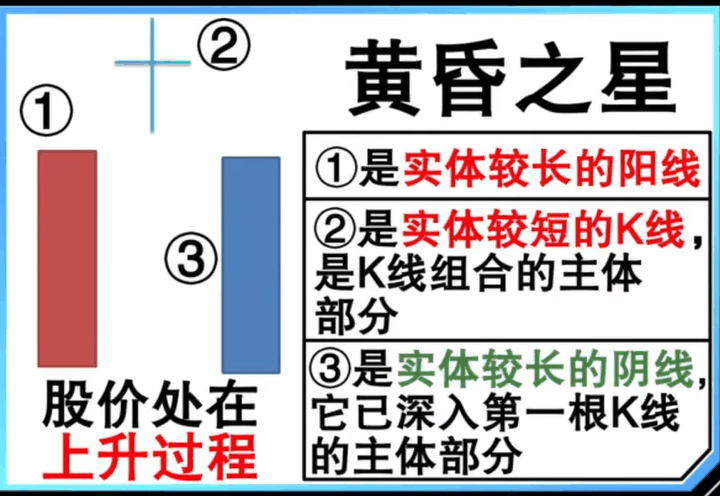 ②
黄昏之星
①
①是实体较长的阳线
②是实体较短的K线，
是K线组合的主体
部分
③
③是实体较长的阴线，
它已深入第一根K线
的主体部分
股价处在
上升过程